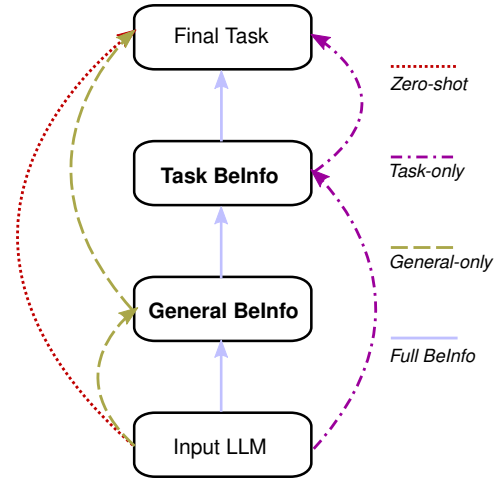 Final Task
Zero-shot
Task BeInfo
Task-only
General-only
General BeInfo
Full BeInfo
Input LLM